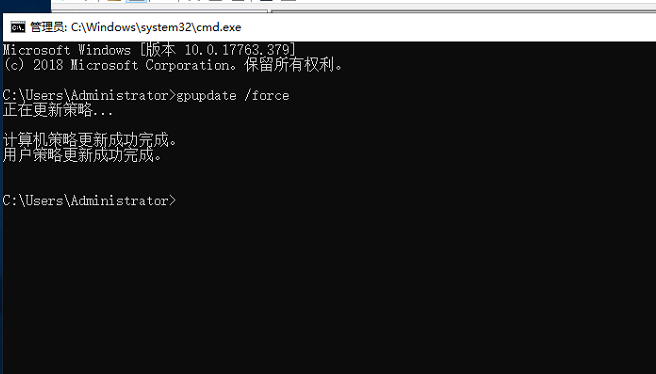 管理员: C:\Windows\system32\cmd.exe
Microsoft Windows [版本 10.0.17763.379]
(c) 2018 Microsoft Corporation。保留所有权利。
C:\Users\Administrator>gpupdate /force
正在更新策略...
计算机策略更新成功完成。
用户策略更新成功完成。
C:\Users\Administrator>